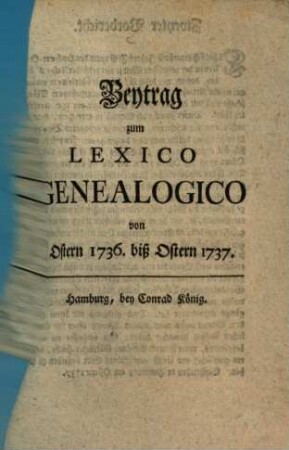 Beytrag
zum
LEXICO
GENEALOGICO
von
Ostern 1736. biß Ostern 1737.
Hamburg, bey Conrad König.